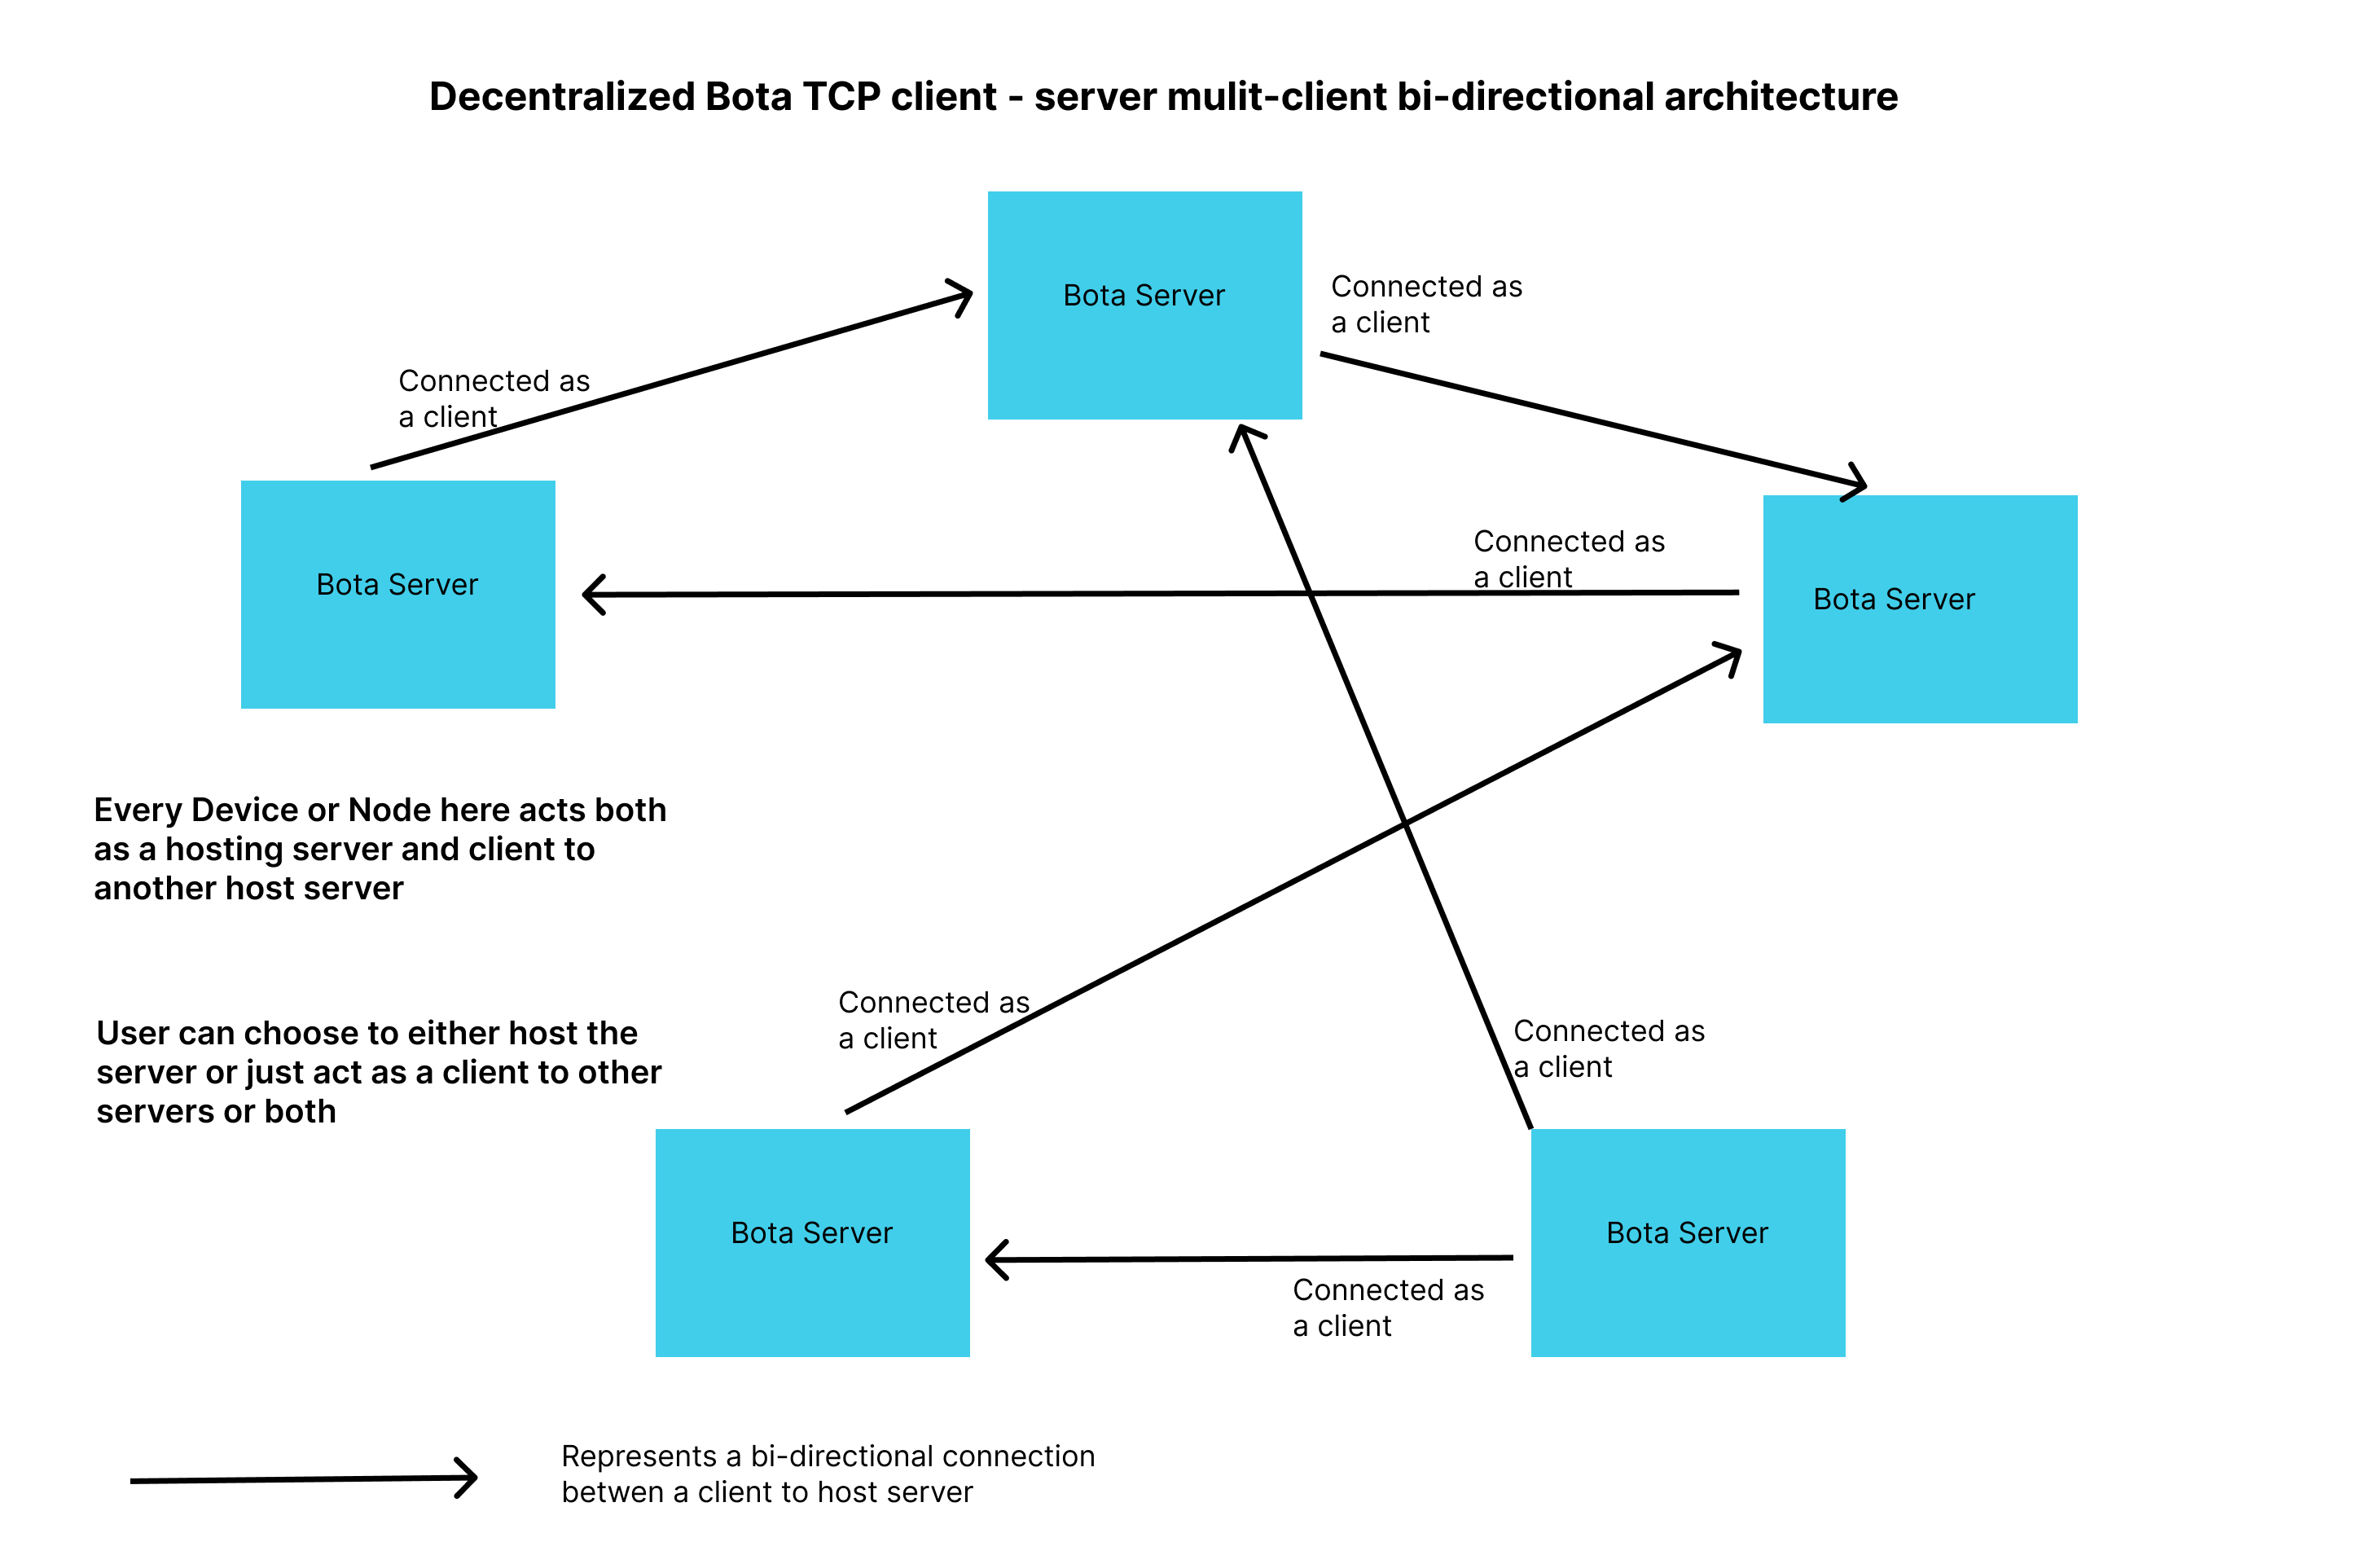 Decentralized Bota TCP client - server mulit-client bi-directional architecture
Bota Server
Connected as
a client
Connected as
a client
Bota Server
Connected as
a client
Bota Server
Every Device or Node here acts both
as a hosting server and client to
another host server
Connected as
a client
User can choose to either host the
server or just act as a client to other
servers or both
Connected as
a client
Bota Server
Bota Server
Connected as
a client
Represents a bi-directional connection
betwen a client to host server